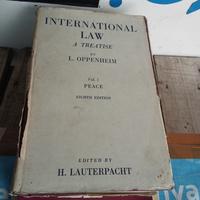 INTERNATIONAL
LAW
A TREATISE
BY
L. OPPENHEIM
Vol. I
PEACE
EIGHTH EDITION
EDITED BY
H. LAUTERPACHT